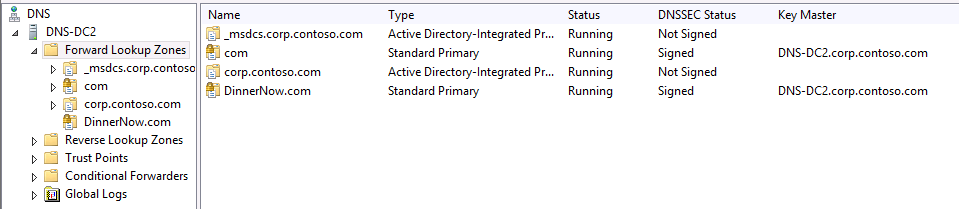 DNS
DNS-DC2
Forward Lookup Zones
_msdcs.corp.contoso
com
corp.contoso.com
DinnerNow.com
Reverse Lookup Zones
Trust Points
Conditional Forwarders
Global Logs
Name Type Status DNSSEC Status Key Master
_msdcs.corp.contoso.com Active Directory-Integrated Pr... Running Not Signed
com Standard Primary Running Signed DNS-DC2.corp.contoso.com
corp.contoso.com Active Directory-Integrated Pr... Running Not Signed
DinnerNow.com Standard Primary Running Signed DNS-DC2.corp.contoso.com